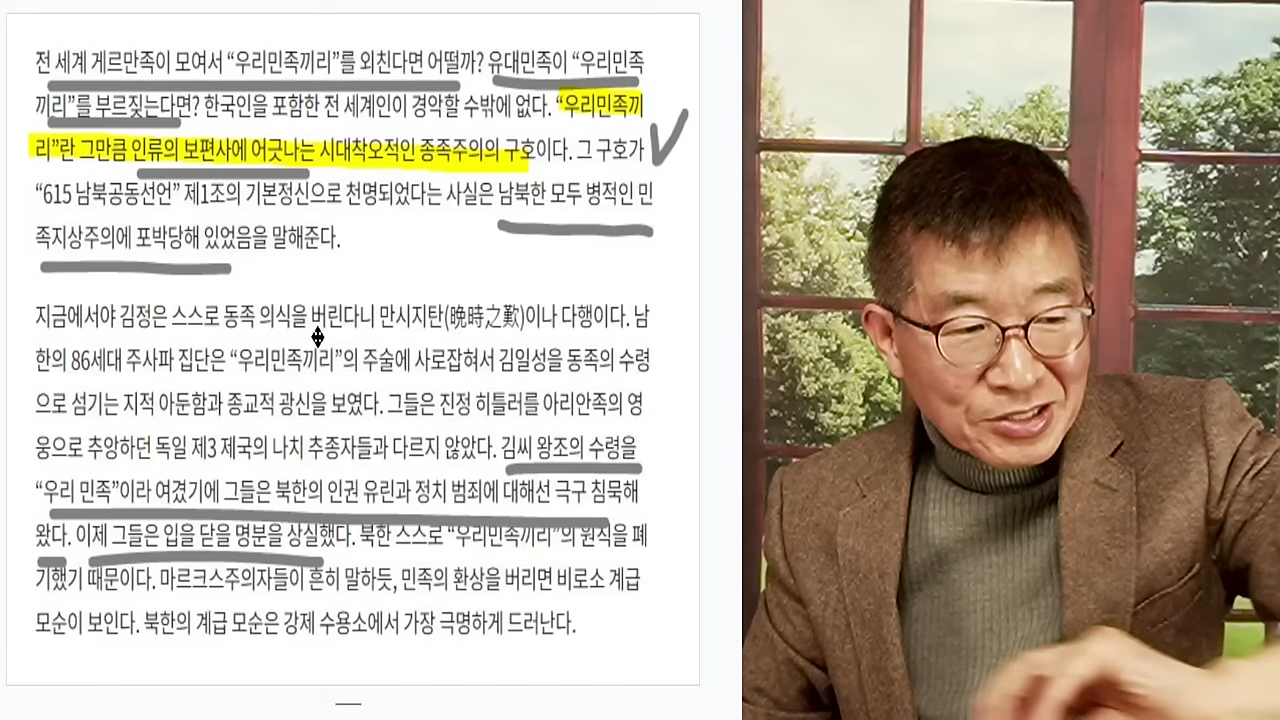 전 세계 게르만족이 모여서 “우리민족끼리”를 외친다면 어떨까? 유대민족이 “우리민족
끼리”를 부르짖는다면? 한국인을 포함한 전 세계인이 경악할 수밖에 없다. “우리민족끼
리”란 그만큼 인류의 보편사에 어긋나는 시대착오적인 종족주의의 구호이다. 그 구호가
“615 남북공동선언” 제1조의 기본정신으로 천명되었다는 사실은 남북한 모두 병적인 민
족지상주의에 포박당해 있었음을 말해준다.
지금에서야 김정은 스스로 동족 의식을 버린다니 만시지탄(晩時之歎)이나 다행이다. 남
한의 86세대 주사파 집단은 “우리민족끼리”의 주술에 사로잡혀서 김일성을 동족의 수령
으로 섬기는 지적 아둔함과 종교적 광신을 보였다. 그들은 진정 히틀러를 아리안족의 영
웅으로 추앙하던 독일 제3 제국의 나치 추종자들과 다르지 않았다. 김씨 왕조의 수령을
“우리 민족”이라 여겼기에 그들은 북한의 인권 유린과 정치 범죄에 대해선 극구 침묵해
왔다. 이제 그들은 입을 닫을 명분을 상실했다. 북한 스스로 “우리민족끼리”의 원칙을 폐
기했기 때문이다. 마르크스주의자들이 흔히 말하듯, 민족의 환상을 버리면 비로소 계급
모순이 보인다. 북한의 계급 모순은 강제 수용소에서 가장 극명하게 드러난다.